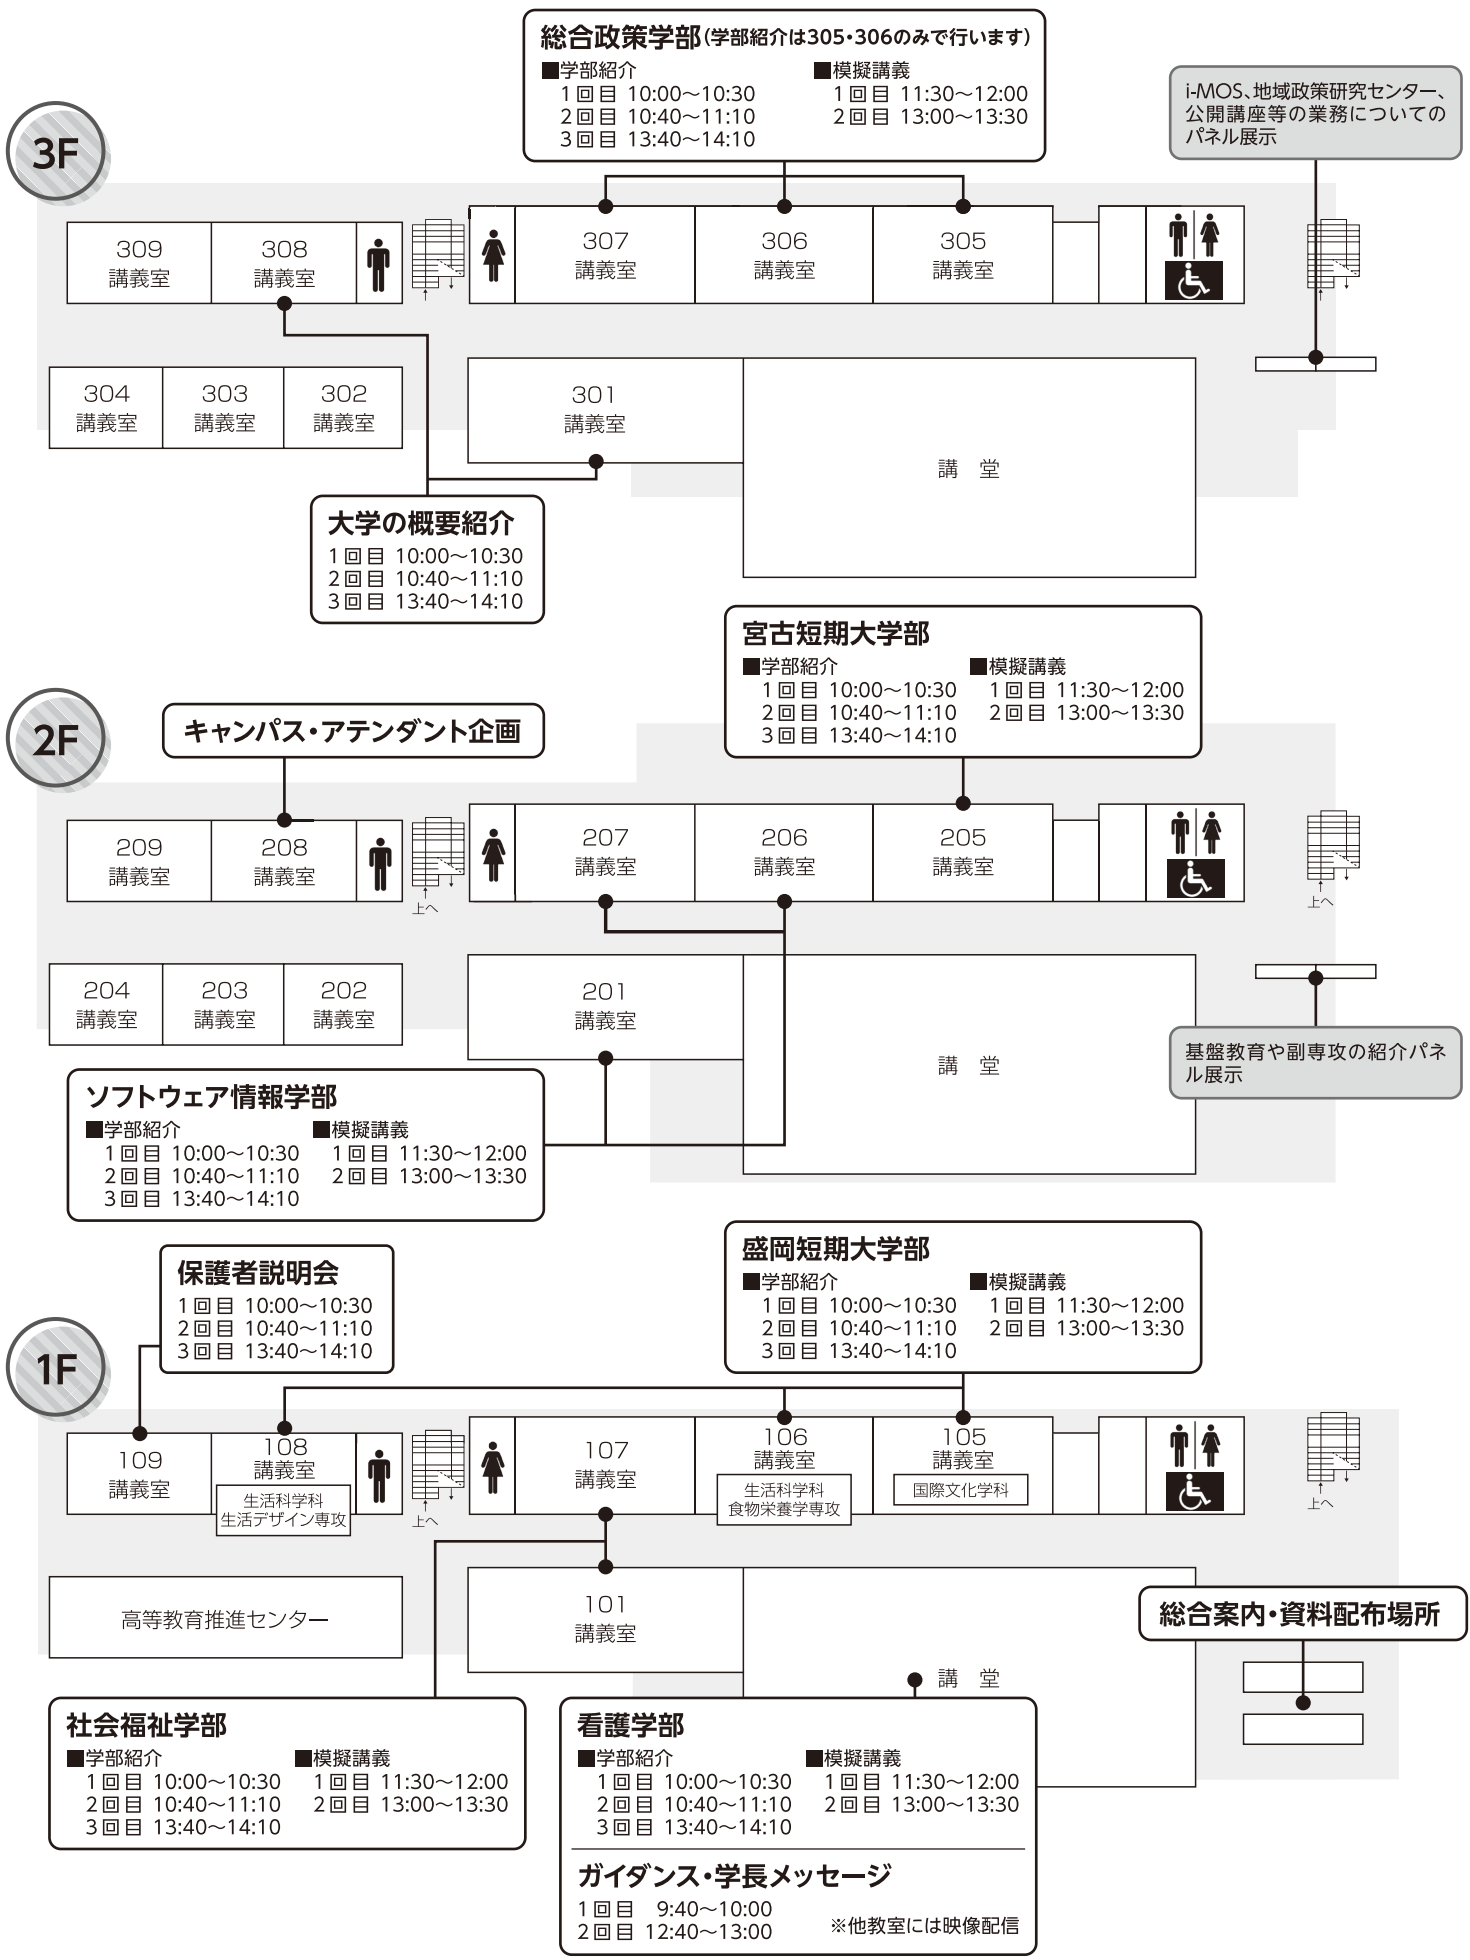 総合政策学部(学部紹介は305・306のみで行います)
■学部紹介
1回目 10:00〜10:30
2回目 10:40〜11:10
3回目 13:40〜14:10
■模擬講義
1回目 11:30〜12:00
2回目 13:00〜13:30
i-MOS、地域政策研究センター、
公開講座等の業務についての
パネル展示
3F
309
講義室
308
講義室
307
講義室
306
講義室
305
講義室
304
講義室
303
講義室
302
講義室
301
講義室
講 堂
大学の概要紹介
1回目 10:00〜10:30
2回目 10:40〜11:10
3回目 13:40〜14:10
宮古短期大学部
■学部紹介
1回目 10:00〜10:30
2回目 10:40〜11:10
3回目 13:40〜14:10
■模擬講義
1回目 11:30〜12:00
2回目 13:00〜13:30
2F
キャンパス・アテンダント企画
209
講義室
208
講義室
上へ
207
講義室
206
講義室
205
講義室
上へ
204
講義室
203
講義室
202
講義室
201
講義室
講 堂
基盤教育や副専攻の紹介パネ
ル展示
ソフトウェア情報学部
■学部紹介
1回目 10:00〜10:30
2回目 10:40〜11:10
3回目 13:40〜14:10
■模擬講義
1回目 11:30〜12:00
2回目 13:00〜13:30
盛岡短期大学部
■学部紹介
1回目 10:00〜10:30
2回目 10:40〜11:10
3回目 13:40〜14:10
■模擬講義
1回目 11:30〜12:00
2回目 13:00〜13:30
保護者説明会
1回目 10:00〜10:30
2回目 10:40〜11:10
3回目 13:40〜14:10
1F
109
講義室
108
講義室
生活科学科
生活デザイン専攻
上へ
107
講義室
106
講義室
生活科学科
食物栄養学専攻
105
講義室
国際文化学科
上へ
高等教育推進センター
101
講義室
講 堂
総合案内・資料配布場所
社会福祉学部
■学部紹介
1回目 10:00〜10:30
2回目 10:40〜11:10
3回目 13:40〜14:10
■模擬講義
1回目 11:30〜12:00
2回目 13:00〜13:30
看護学部
■学部紹介
1回目 10:00〜10:30
2回目 10:40〜11:10
3回目 13:40〜14:10
■模擬講義
1回目 11:30〜12:00
2回目 13:00〜13:30
ガイダンス・学長メッセージ
1回目 9:40〜10:00
2回目 12:40〜13:00
※他教室には映像配信